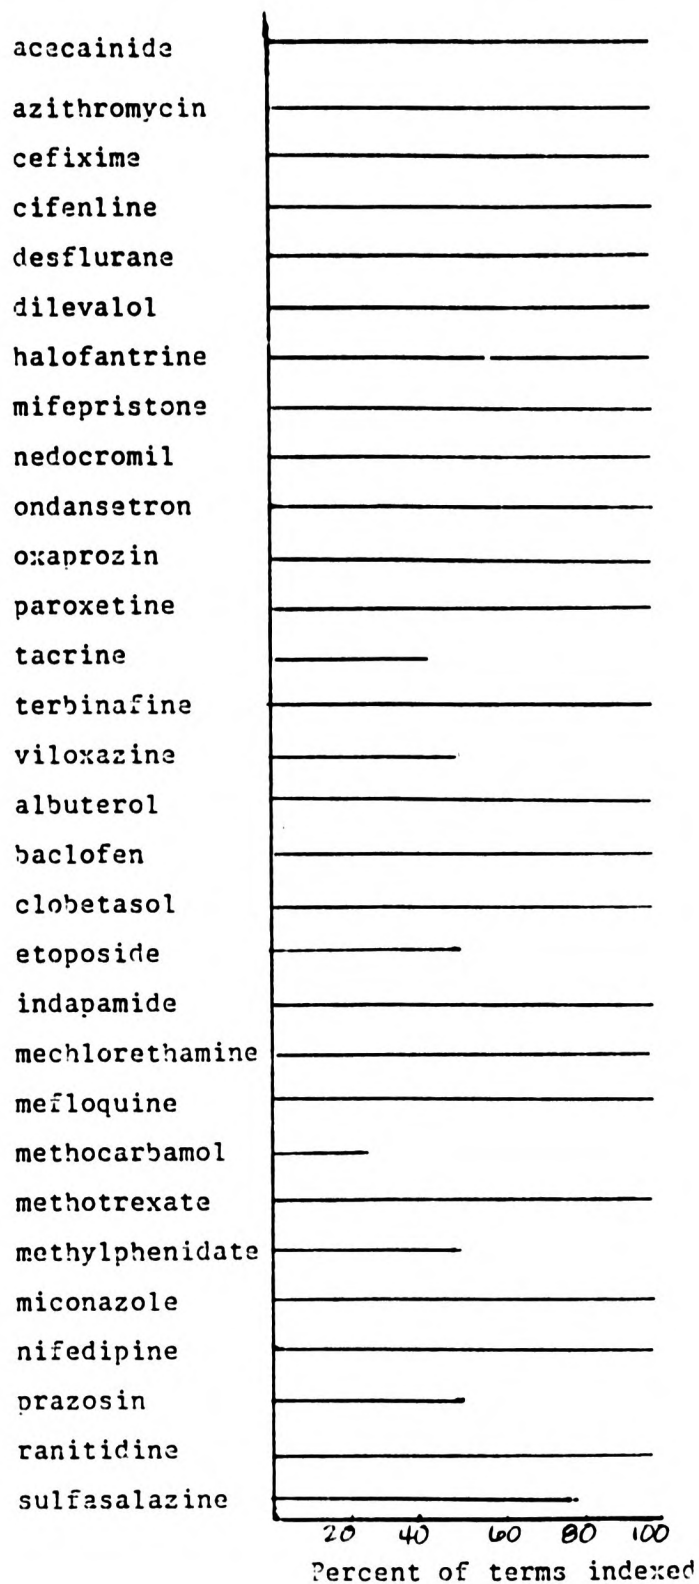 acecainide
azithromycin
cefixime
cifenline
desflurane
dilevalol
halofantrine
mifepristone
nedocromil
ondansetron
oxaprozin
paroxetine
tacrine
terbinafine
viloxazine
albuterol
baclofen
clobetasol
etoposide
indapamide
mechlorethamine
mefloquine
methocarbamol
methotrexate
methylphenidate
miconazole
nifedipine
prazosin
ranitidine
sulfasalazine
20 40 60 80 100
Percent of terms indexed